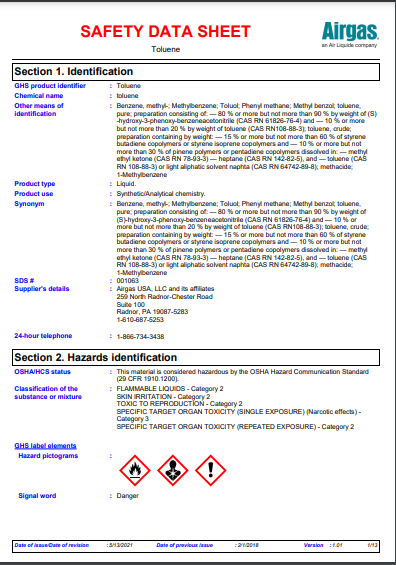 SAFETY DATA SHEET
Airgas.
an Air Liquide company
Toluene
Section 1. Identification
GHS product identifier : Toluene
Chemical name : toluene
Other means of identification : Benzene, methyl-; Methylbenzene; Toluol; Phenyl methane; Methyl benzol; toluene,
pure; preparation consisting of: — 80 % or more but not more than 90 % by weight of (S)
-hydroxy-3-phenoxy-benzeneacetonitrile (CAS RN 61826-76-4) and — 10 % or more
but not more than 20 % by weight of toluene (CAS RN108-88-3); toluene, crude;
preparation containing by weight: — 15 % or but not more than 60 % of styrene
butadiene copolymers or styrene isoprene copolymers and — 10 % or more but not
more than 30 % of pinene polymers or pentadiene copolymers dissolved in: — methyl
ethyl ketone (CAS RN 78-93-3) — heptane (CAS RN 142-82-5), and — toluene (CAS
RN 108-88-3) or light aliphatic solvent naphta (CAS RN 64742-89-8); methacide;
1-Methylbenzene
Product type : Liquid.
Product use : Synthetic/Analytical chemistry.
Synonym : Benzene, methyl-; Methylbenzene; Toluol; Phenyl methane; Methyl benzol; toluene,
pure; preparation consisting of: — 80 % or more but not more than 90 % by weight of
(S)-hydroxy-3-phenoxy-benzeneacetonitrile (CAS RN 61826-76-4) and — 10 % or
more but not more than 20 % by weight of toluene (CAS RN108-88-3); toluene, crude;
preparation containing by weight: — 15 % or but not more than 60 % of styrene
butadiene copolymers or styrene isoprene copolymers and — 10 % or more but not
more than 30 % of pinene polymers or pentadiene copolymers dissolved in: — methyl
ethyl ketone (CAS RN 78-93-3) — heptane (CAS RN 142-82-5), and — toluene (CAS
RN 108-88-3) or light aliphatic solvent naphta (CAS RN 64742-89-8); methacide;
1-Methylbenzene
SDS # : 001063
Supplier's details : Airgas USA, LLC and its affiliates
259 North Radnor-Chester Road
Suite 100
Radnor, PA 19087-5283
1-610-687-5253
24-hour telephone : 1-866-734-3438
Section 2. Hazards identification
OSHA/HCS status : This material is considered hazardous by the OSHA Hazard Communication Standard
(29 CFR 1910.1200).
Classification of the substance or mixture : FLAMMABLE LIQUIDS - Category 2
SKIN IRRITATION - Category 2
TOXIC TO REPRODUCTION - Category 2
SPECIFIC TARGET ORGAN TOXICITY (SINGLE EXPOSURE) (Narcotic effects) -
Category 3
SPECIFIC TARGET ORGAN TOXICITY (REPEATED EXPOSURE) - Category 2
GHS label elements
Hazard pictograms :
Signal word : Danger
Date of issue/Date of revision : 5/13/2021 Date of previous issue : 2/1/2018 Version : 1.01 1/13